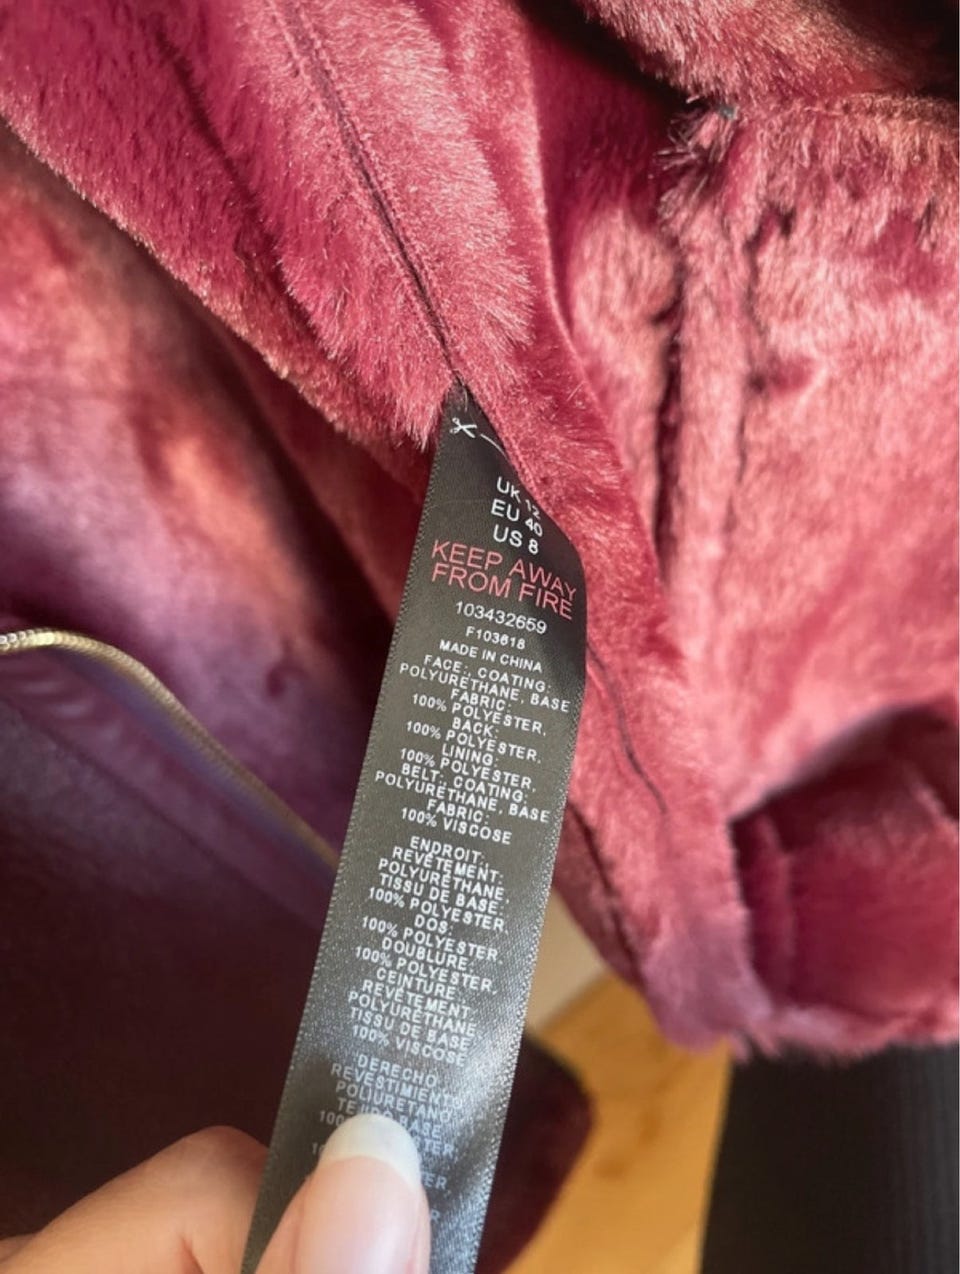 UK 12
EU 40
US 8
KEEP AWAY
FROM FIRE
103432659
F103618
MADE IN CHINA
FACE: COATING:
POLYURETHANE, BASE
FABRIC:
100% POLYESTER,
BACK:
100% POLYESTER,
LINING:
100% POLYESTER,
BELT: COATING:
POLYURETHANE, BASE
FABRIC:
100% VISCOSE
ENDROIT:
REVÊTEMENT:
POLYURÉTHANE,
TISSU DE BASE:
100% POLYESTER,
DOS:
100% POLYESTER
DOUBLURE:
100% POLYESTER,
CEINTURE:
REVÊTEMENT
POLYURÉTHANE
TISSU DE BASE
100% VISCOSE
DERECHO:
REVESTIMIENTO
POLIURETANO
TEJIDO BASE